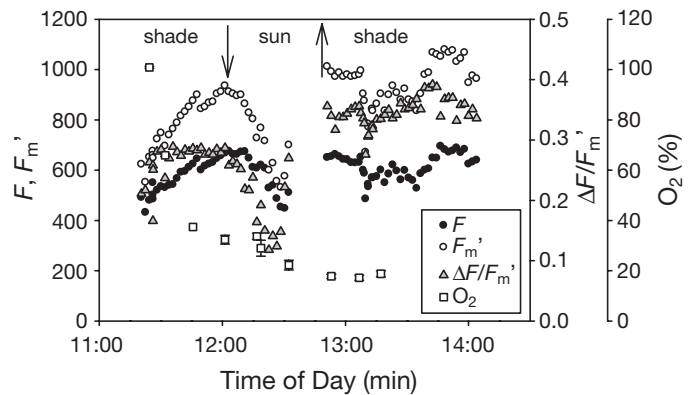 shade sun shade
1200
1000
800
600
400
200
0
F, Fm'
0.5
0.4
0.3
0.2
0.1
0.0
ΔF/Fm'
120
100
80
60
40
20
0
O2 (%)
F
Fm'
ΔF/Fm'
O2
11:00 12:00 13:00 14:00
Time of Day (min)